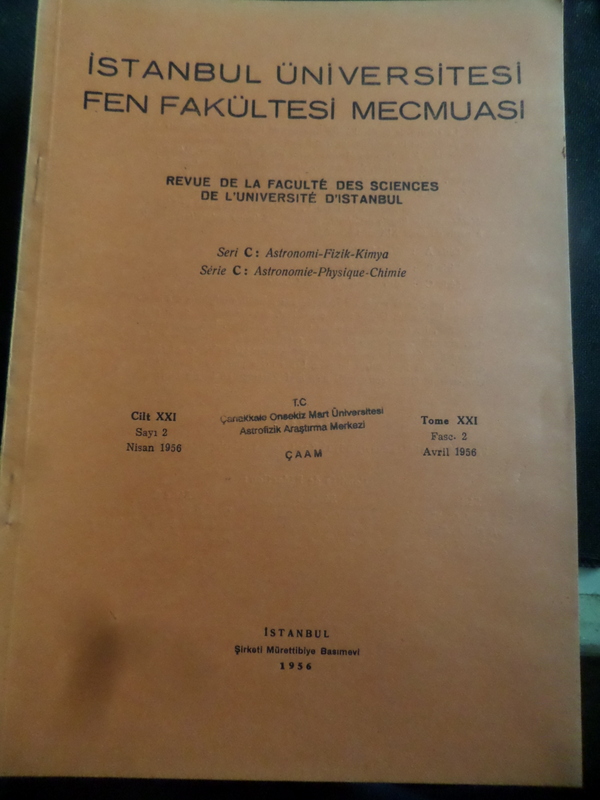 İSTANBUL ÜNİVERSİTESİ
FEN FAKÜLTESİ MECMUASI
REVUE DE LA FACULTÉ DES SCIENCES
DE L'UNIVERSITÉ D'ISTANBUL
Seri C: Astronomi-Fizik-Kimya
Série C: Astronomie-Physique-Chimie
Cilt XXI
Sayı 2
Nisan 1956
T.C
Çanakkale Onsekiz Mart Üniversitesi
Astrofizik Araştırma Merkezi
ÇAAM
Tome XXI
Fasc. 2
Avril 1956
İSTANBUL
Şirketi Mürettibiye Basımevi
1956